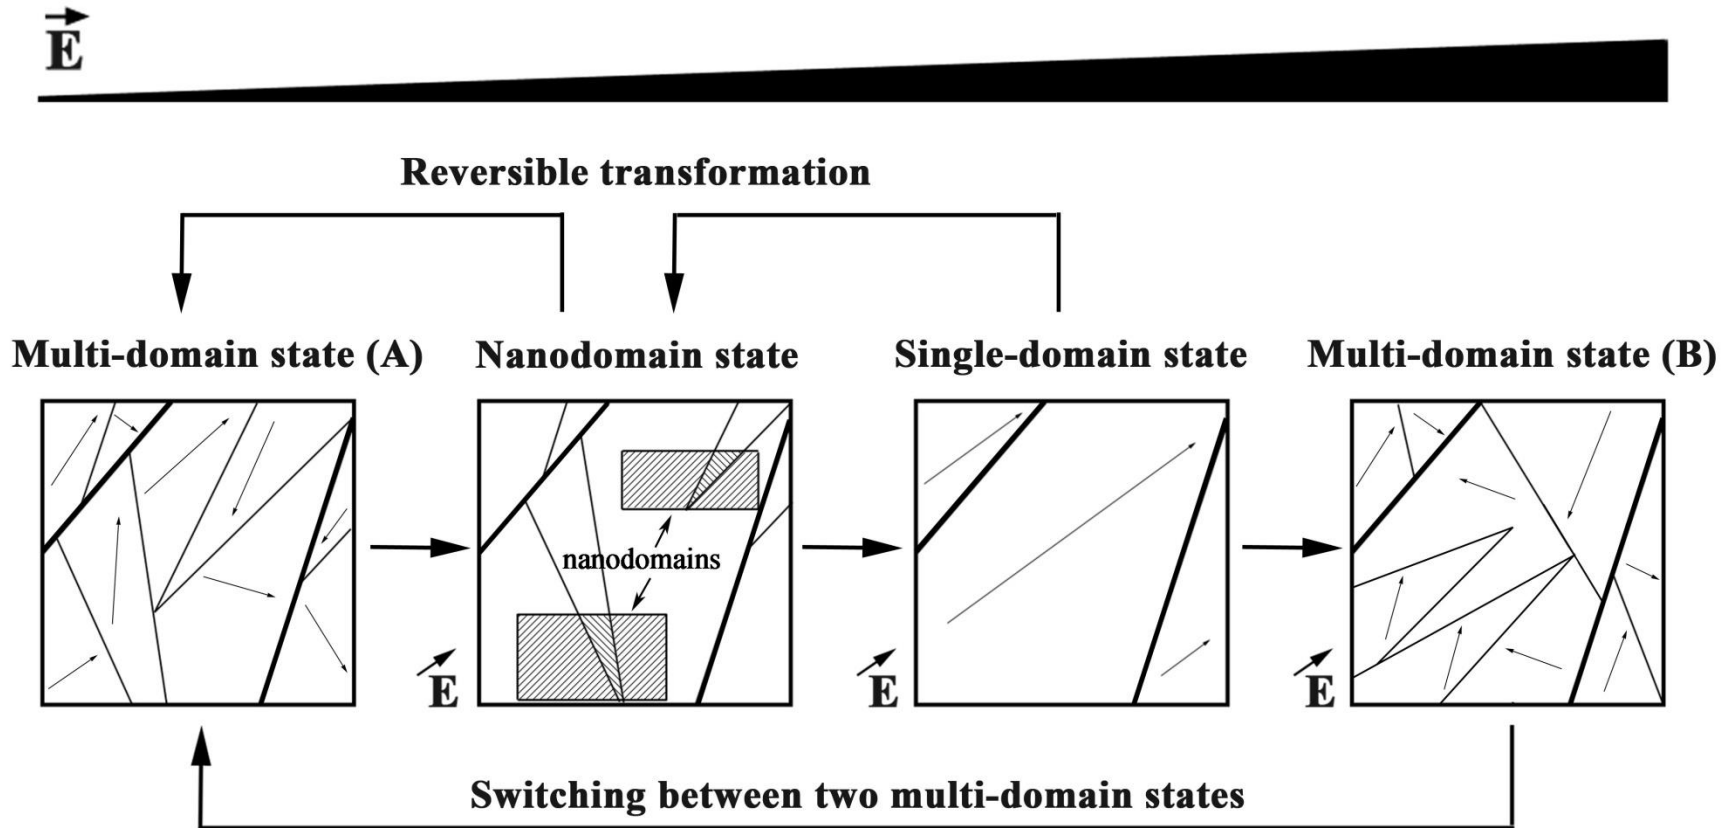 E
Reversible transformation
Multi-domain state (A)
Nanodomain state
Single-domain state
Multi-domain state (B)
nanodomains
E
E
E
Switching between two multi-domain states